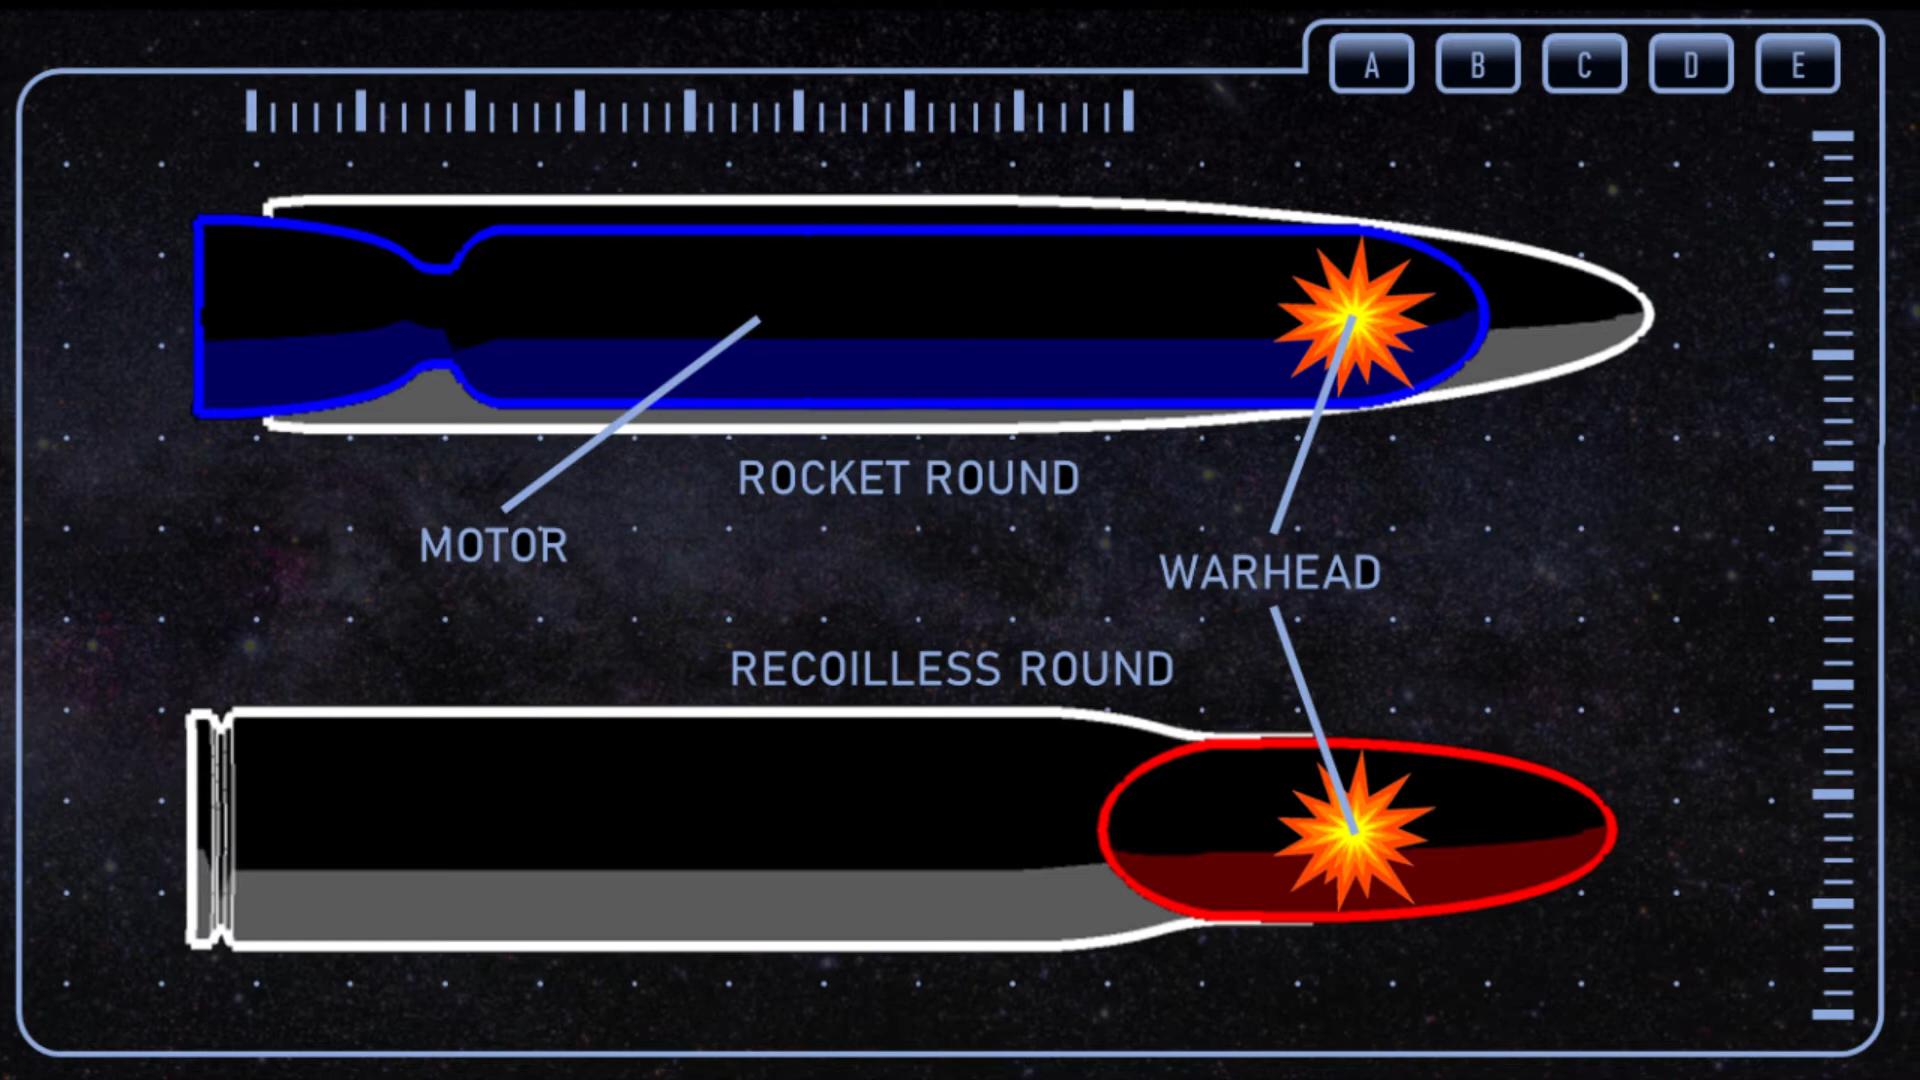 A B C D E
ROCKET ROUND
MOTOR
WARHEAD
RECOILLESS ROUND